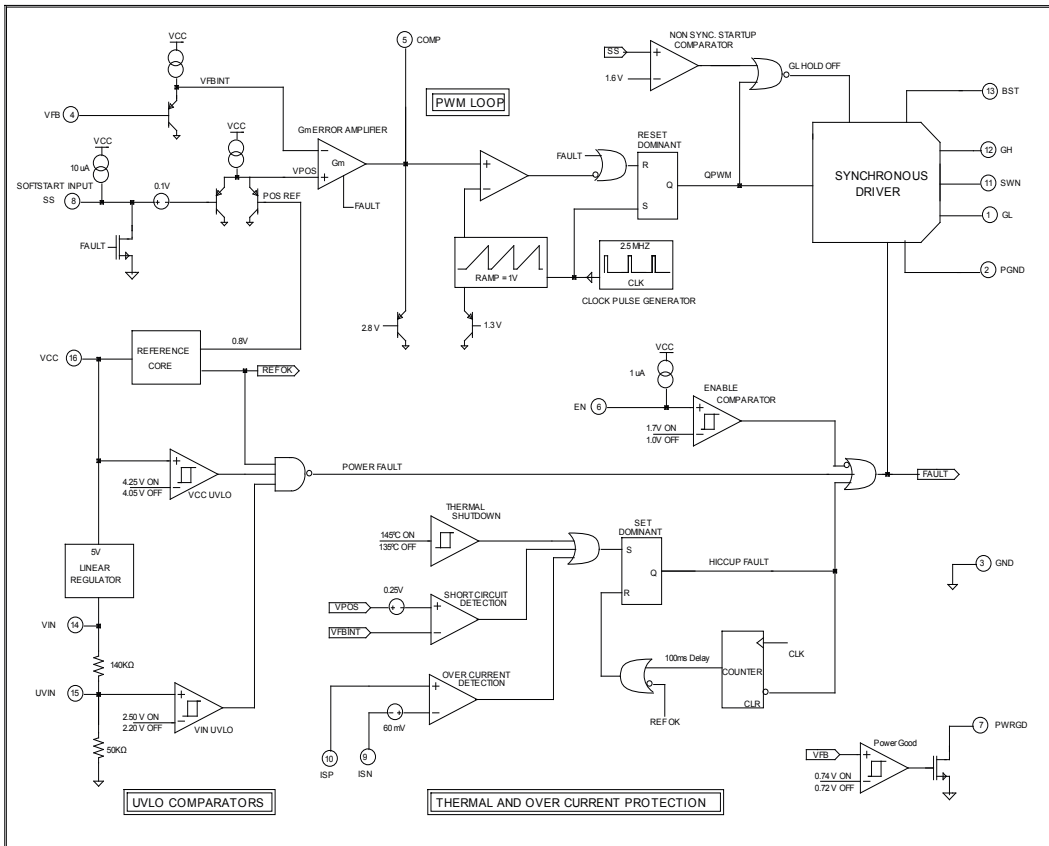 VCC
5 COMP
NON SYNC. STARTUP
COMPARATOR
SS
+
−
1.6 V
GL HOLD OFF
VFBINT
PWM LOOP
13 BST
VFB 4
Gm ERROR AMPLIFIER
VCC
−
Gm
+
VPOS
FAULT
VCC
10 uA
SOFTSTART INPUT
SS
8
0.1V
+
POS REF
FAULT
+
−
FAULT
RESET
DOMINANT
R
Q
S
QPWM
SYNCHRONOUS
DRIVER
12 GH
11 SWN
1 GL
2 PGND
RAMP = 1V
2.5 MHZ
CLK
CLOCK PULSE GENERATOR
2.8 V
1.3 V
VCC 16
REFERENCE
CORE
0.8V
REFOK
VCC
1 uA
EN 6
ENABLE
COMPARATOR
+
−
1.7V ON
1.0V OFF
POWER FAULT
FAULT
+
−
4.25 V ON
4.05 V OFF
VCC UVLO
THERMAL
SHUTDOWN
145ºC ON
135ºC OFF
SET
DOMINANT
S
Q
R
HICCUP FAULT
3 GND
5V
LINEAR
REGULATOR
0.25V
VPOS
+
+
−
SHORT CIRCUIT
DETECTION
VFBINT
VIN 14
140KΩ
UVIN 15
+
−
2.50 V ON
2.20 V OFF
VIN UVLO
50KΩ
100ms Delay
COUNTER
CLR
CLK
REFOK
OVER CURRENT
DETECTION
+
−
− +
60 mV
10
ISP
9
ISN
7 PWRGD
Power Good
VFB
+
−
0.74 V ON
0.72 V OFF
UVLO COMPARATORS
THERMAL AND OVER CURRENT PROTECTION